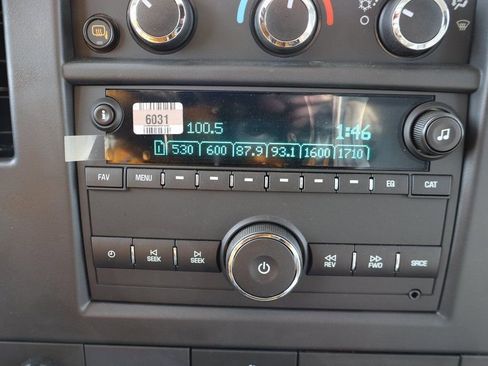 6031
100.5
1:46
1 530 600 87.9 93.1 1600 1710
FAV MENU EQ CAT
SEEK SEEK REV FWD SRCE